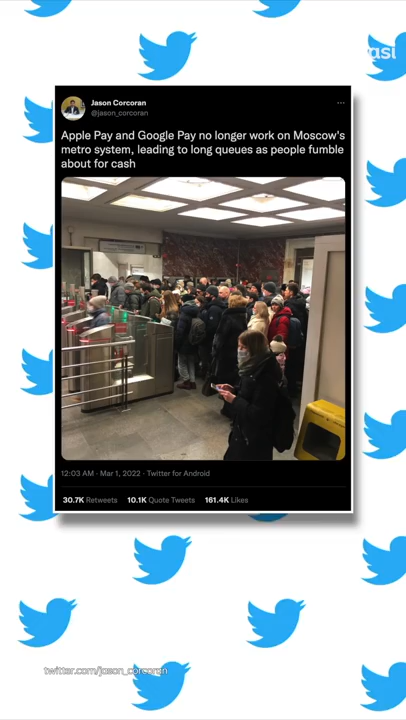 asi
Jason Corcoran
@jason_corcoran
Apple Pay and Google Pay no longer work on Moscow's
metro system, leading to long queues as people fumble
about for cash
12:03 AM · Mar 1, 2022 · Twitter for Android
30.7K Retweets 10.1K Quote Tweets 161.4K Likes
twitter.com/jason_corcoran